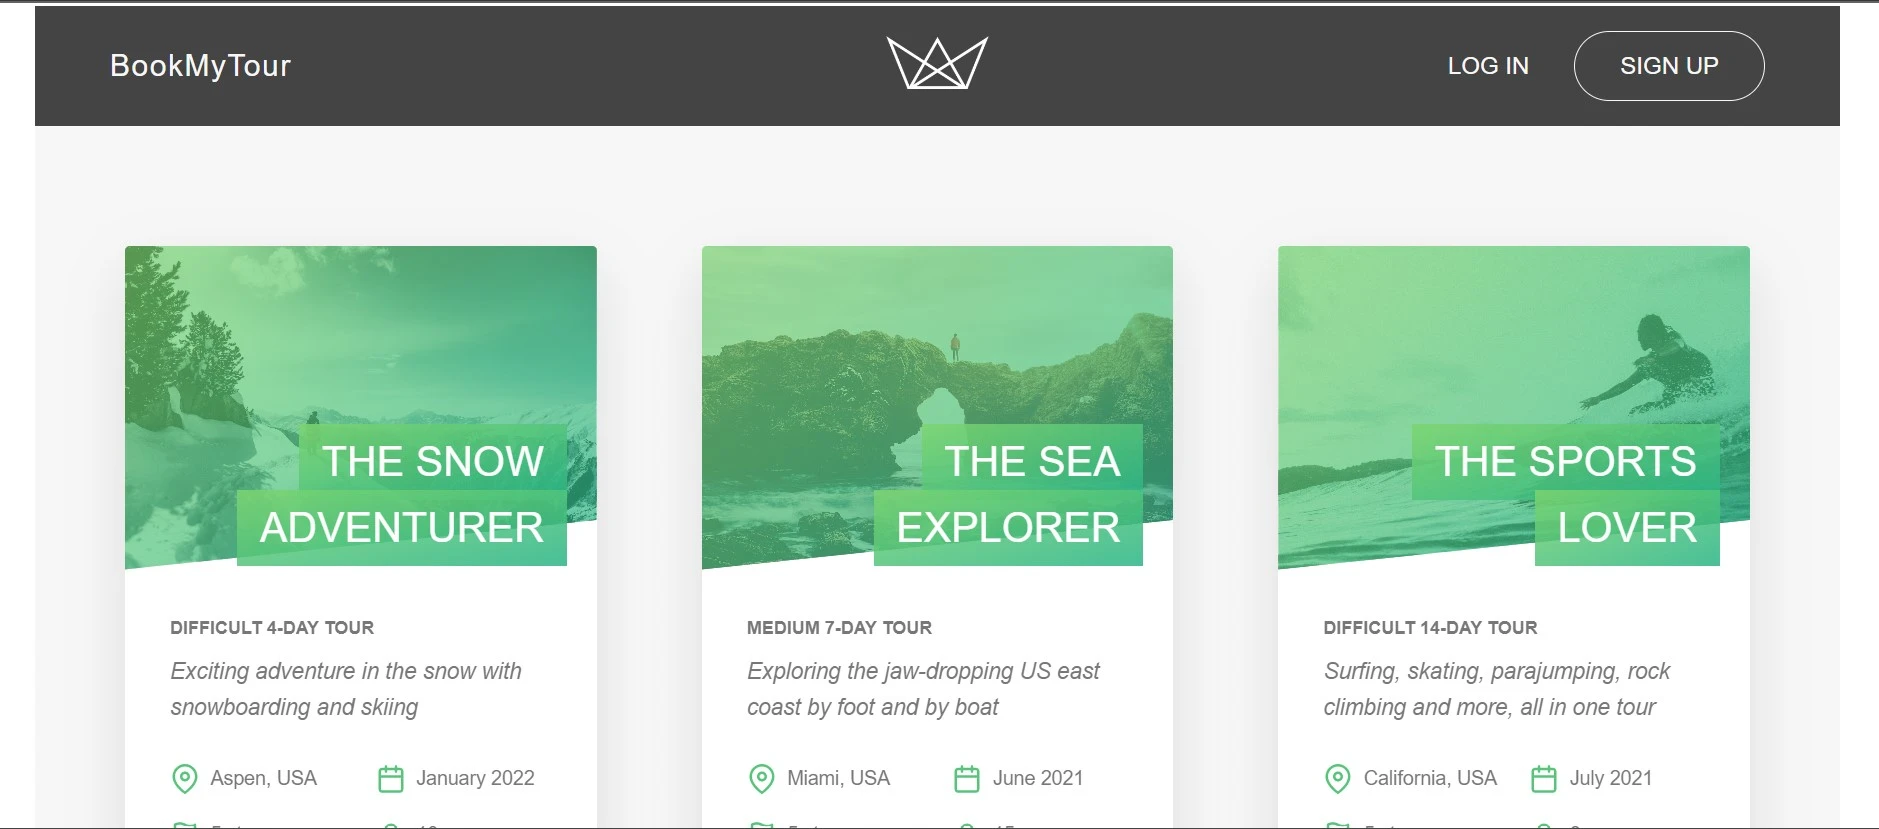 BookMyTour
LOG IN
SIGN UP
THE SNOW
ADVENTURER
DIFFICULT 4-DAY TOUR
Exciting adventure in the snow with
snowboarding and skiing
Aspen, USA
January 2022
THE SEA
EXPLORER
MEDIUM 7-DAY TOUR
Exploring the jaw-dropping US east
coast by foot and by boat
Miami, USA
June 2021
THE SPORTS
LOVER
DIFFICULT 14-DAY TOUR
Surfing, skating, parajumping, rock
climbing and more, all in one tour
California, USA
July 2021